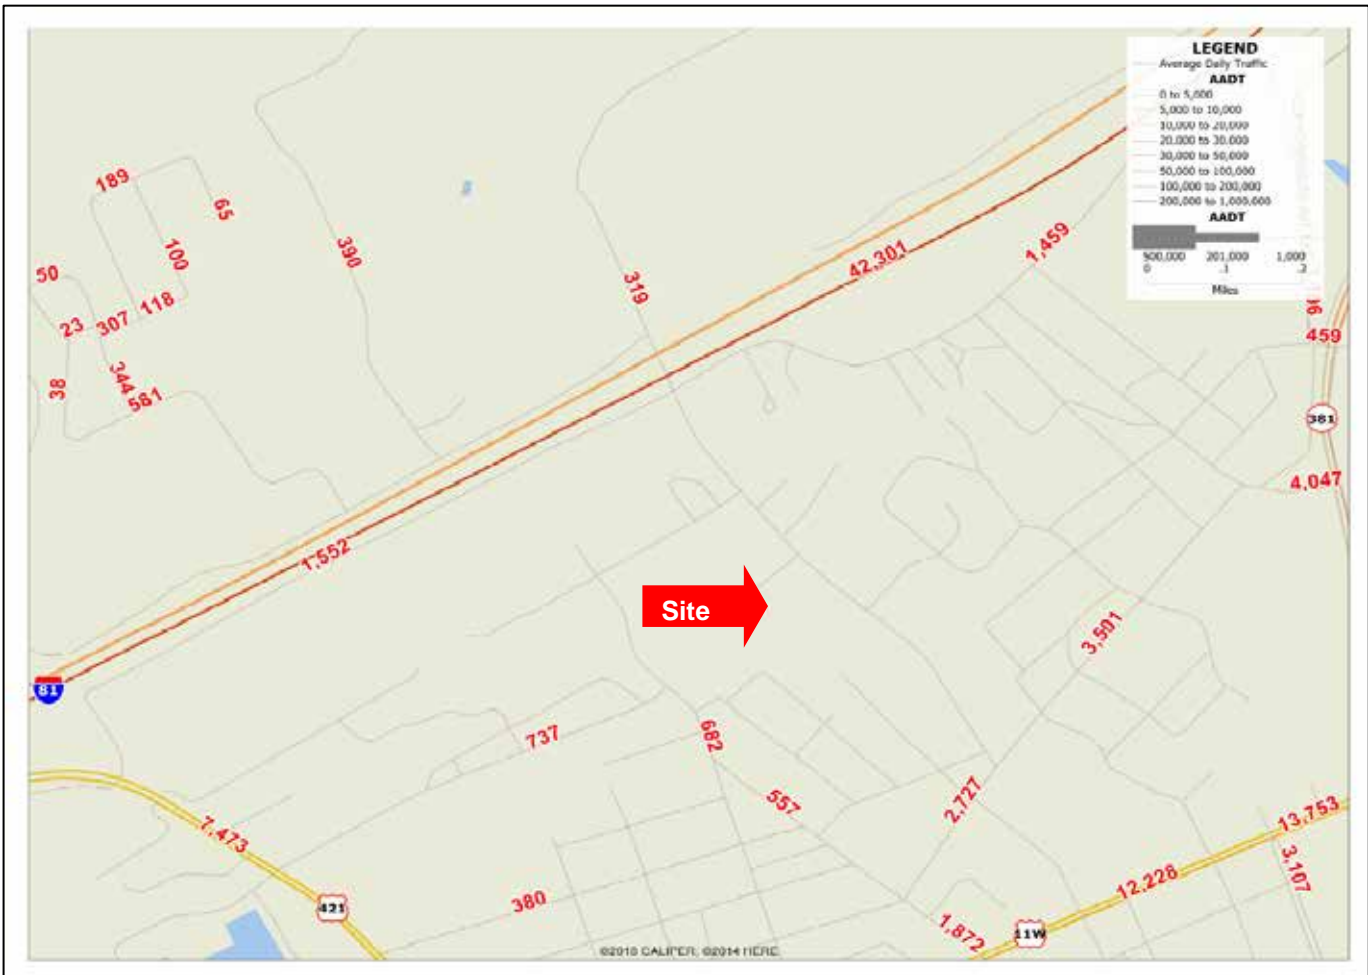 LEGEND
Average Daily Traffic
AADT
0 to 5,000
5,000 to 10,000
10,000 to 20,000
20,000 to 30,000
30,000 to 50,000
50,000 to 100,000
100,000 to 200,000
200,000 to 1,000,000
AADT
500,000 201,000 1,000
0 .1 .2
Miles
189
65
100
390
50
118
23
307
38
344
581
319
42,301
1,459
459
381
4,047
1,552
Site
3,501
81
737
682
557
2,727
7,473
13,753
3,107
12,228
421
380
1,872
11W
©2015 CALIPER; ©2014 HERE